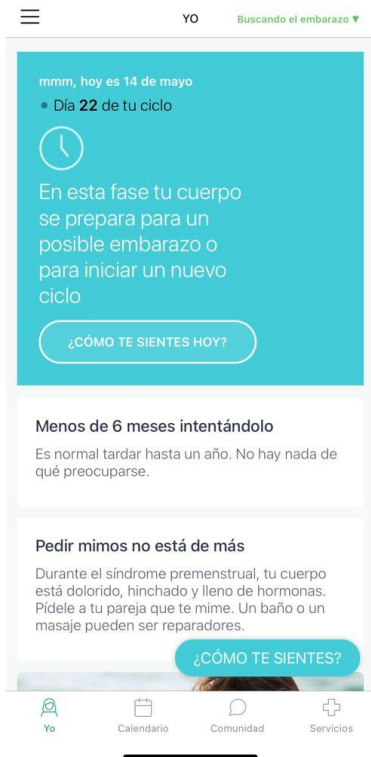 YO
Buscando el embarazo ▼
mmm, hoy es 14 de mayo
• Día 22 de tu ciclo
En esta fase tu cuerpo
se prepara para un
posible embarazo o
para iniciar un nuevo
ciclo
¿CÓMO TE SIENTES HOY?
Menos de 6 meses intentándolo
Es normal tardar hasta un año. No hay nada de
qué preocuparse.
Pedir mimos no está de más
Durante el síndrome premenstrual, tu cuerpo
está dolorido, hinchado y lleno de hormonas.
Pídele a tu pareja que te mime. Un baño o un
masaje pueden ser reparadores.
¿CÓMO TE SIENTES?
Yo
Calendario
Comunidad
Servicios